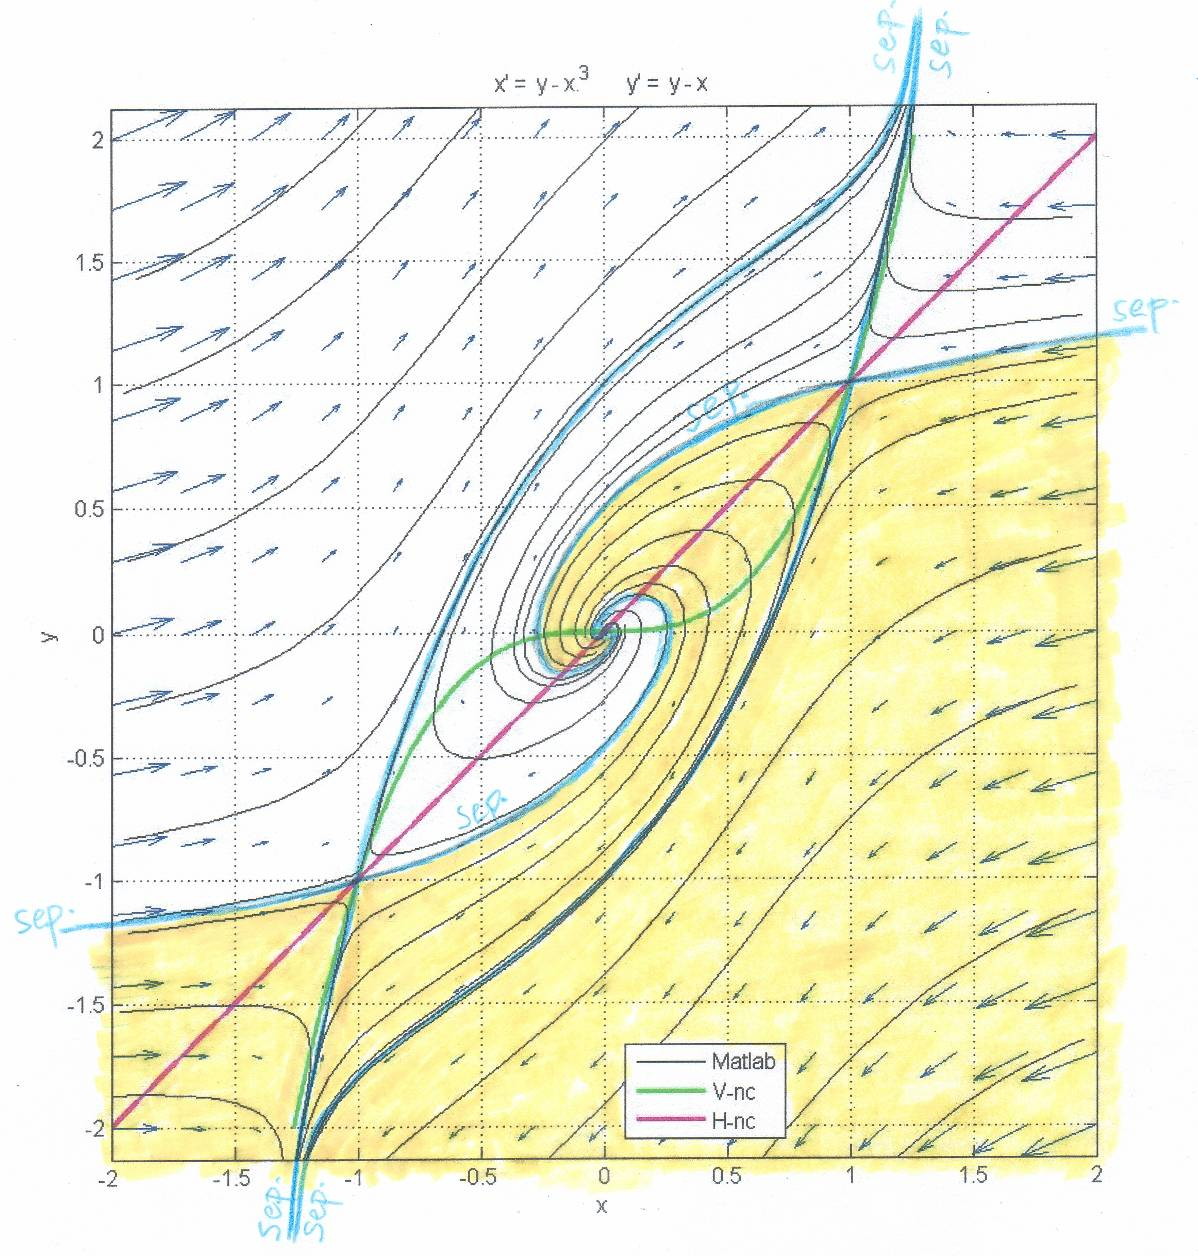 sep. sep.
x' = y - x.³ y' = y - x
2
sep.
1.5
1
sep.
0.5
y
0
-0.5
sep.
-1
sep.
-1.5
Matlab
V-nc
H-nc
-2
-2 -1.5 -1 -0.5 0 0.5 1 1.5 2
x
sep. sep.